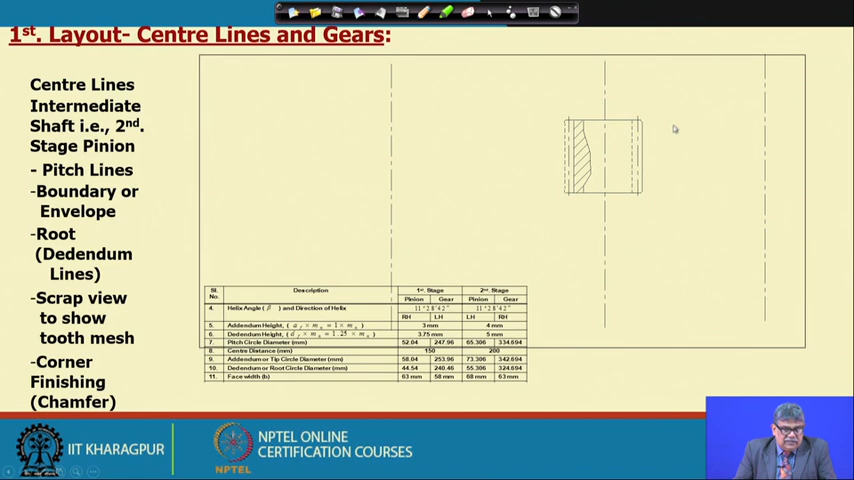 1st. Layout- Centre Lines and Gears:
Centre Lines
Intermediate
Shaft i.e., 2nd.
Stage Pinion
- Pitch Lines
-Boundary or
Envelope
-Root
(Dedendum
Lines)
-Scrap view
to show
tooth mesh
-Corner
Finishing
(Chamfer)
Sl. No. Description 1st. Stage 2nd. Stage
Pinion Gear Pinion Gear
4. Helix Angle (β) and Direction of Helix 11°28'42" 11°28'42"
RH LH LH RH
5. Addendum Height, 3 mm 4 mm
6. Dedendum Height, 3.75 mm 5 mm
7. Pitch Circle Diameter (mm) 52.04 247.96 65.306 334.694
8. Centre Distance (mm) 150 200
9. Addendum or Tip Circle Diameter (mm) 58.04 253.96 73.306 342.694
10. Dedendum or Root Circle Diameter (mm) 44.54 240.46 55.306 324.694
11. Face width (b) 63 mm 58 mm 68 mm 63 mm
IIT KHARAGPUR
NPTEL
NPTEL ONLINE
CERTIFICATION COURSES